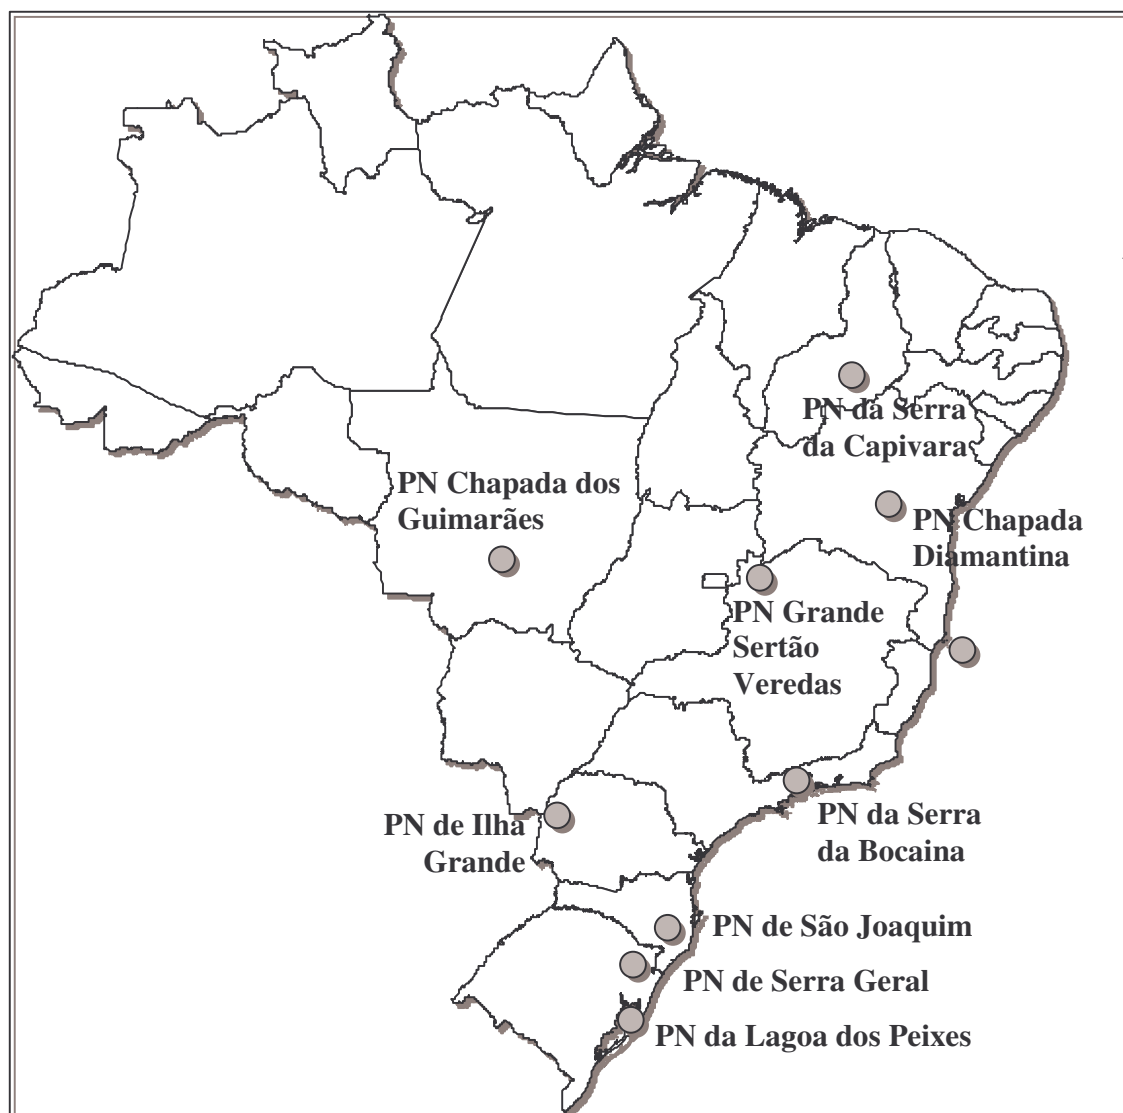 PN da Serra
da Capivara
PN Chapada dos
Guimarães
PN Chapada
Diamantina
PN Grande
Sertão
Veredas
PN de Ilha
Grande
PN da Serra
da Bocaina
PN de São Joaquim
PN de Serra Geral
PN da Lagoa dos Peixes